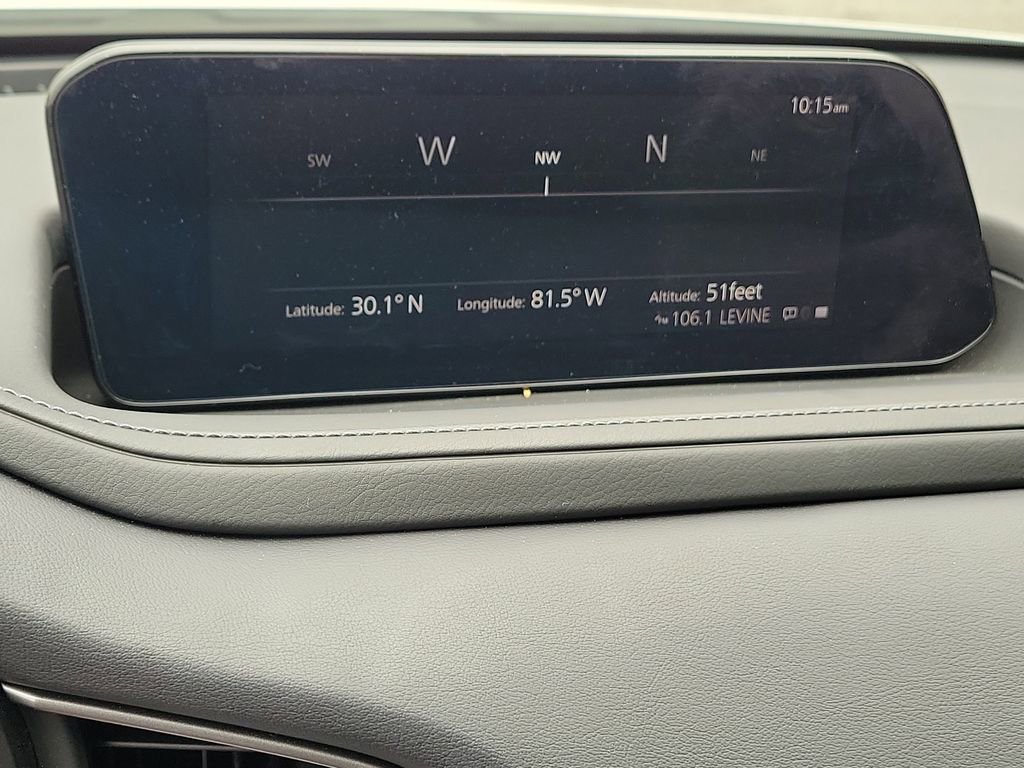 10:15am
SW W NW N NE
Latitude: 30.1° N Longitude: 81.5° W Altitude: 51feet
106.1 LEVINE